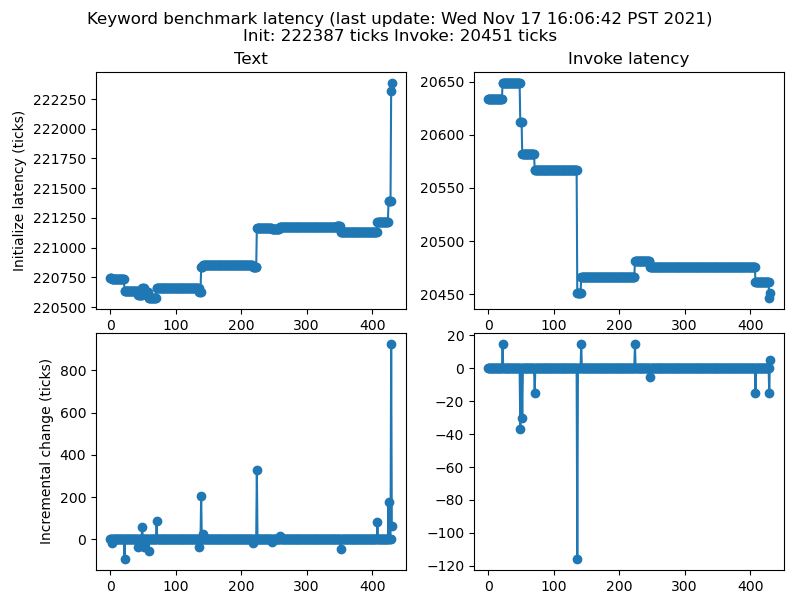 Keyword benchmark latency (last update: Wed Nov 17 16:06:42 PST 2021)
Init: 222387 ticks Invoke: 20451 ticks
Text
Invoke latency
Initialize latency (ticks)
222250
222000
221750
221500
221250
221000
220750
220500
0 100 200 300 400
20650
20600
20550
20500
20450
0 100 200 300 400
Incremental change (ticks)
800
600
400
200
0
0 100 200 300 400
20
0
−20
−40
−60
−80
−100
−120
0 100 200 300 400